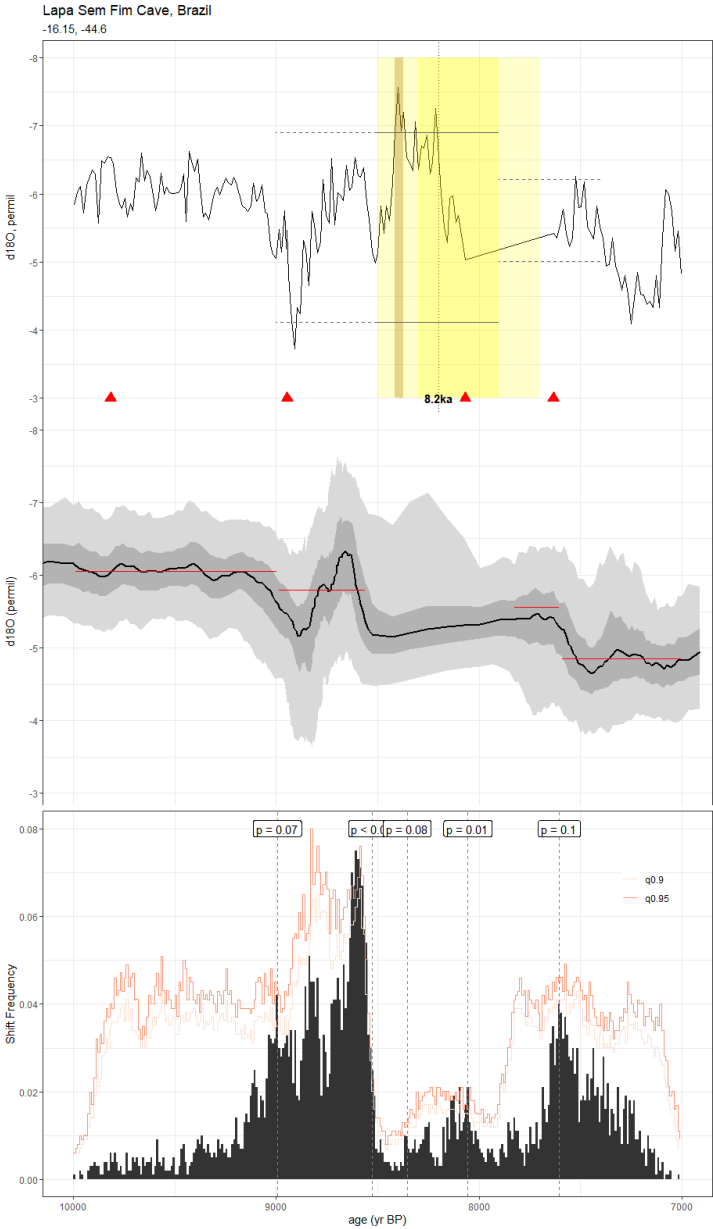 Lapa Sem Fim Cave, Brazil
-16.15, -44.6
-8
-7
-6
-5
-4
-3
d18O, permil
8.2ka
-8
-7
-6
-5
-4
-3
d18O (permil)
p = 0.07
p < 0.0
p = 0.08
p = 0.01
p = 0.1
0.08
0.06
0.04
0.02
0.00
Shift Frequency
q0.9
q0.95
10000
9000
8000
7000
age (yr BP)